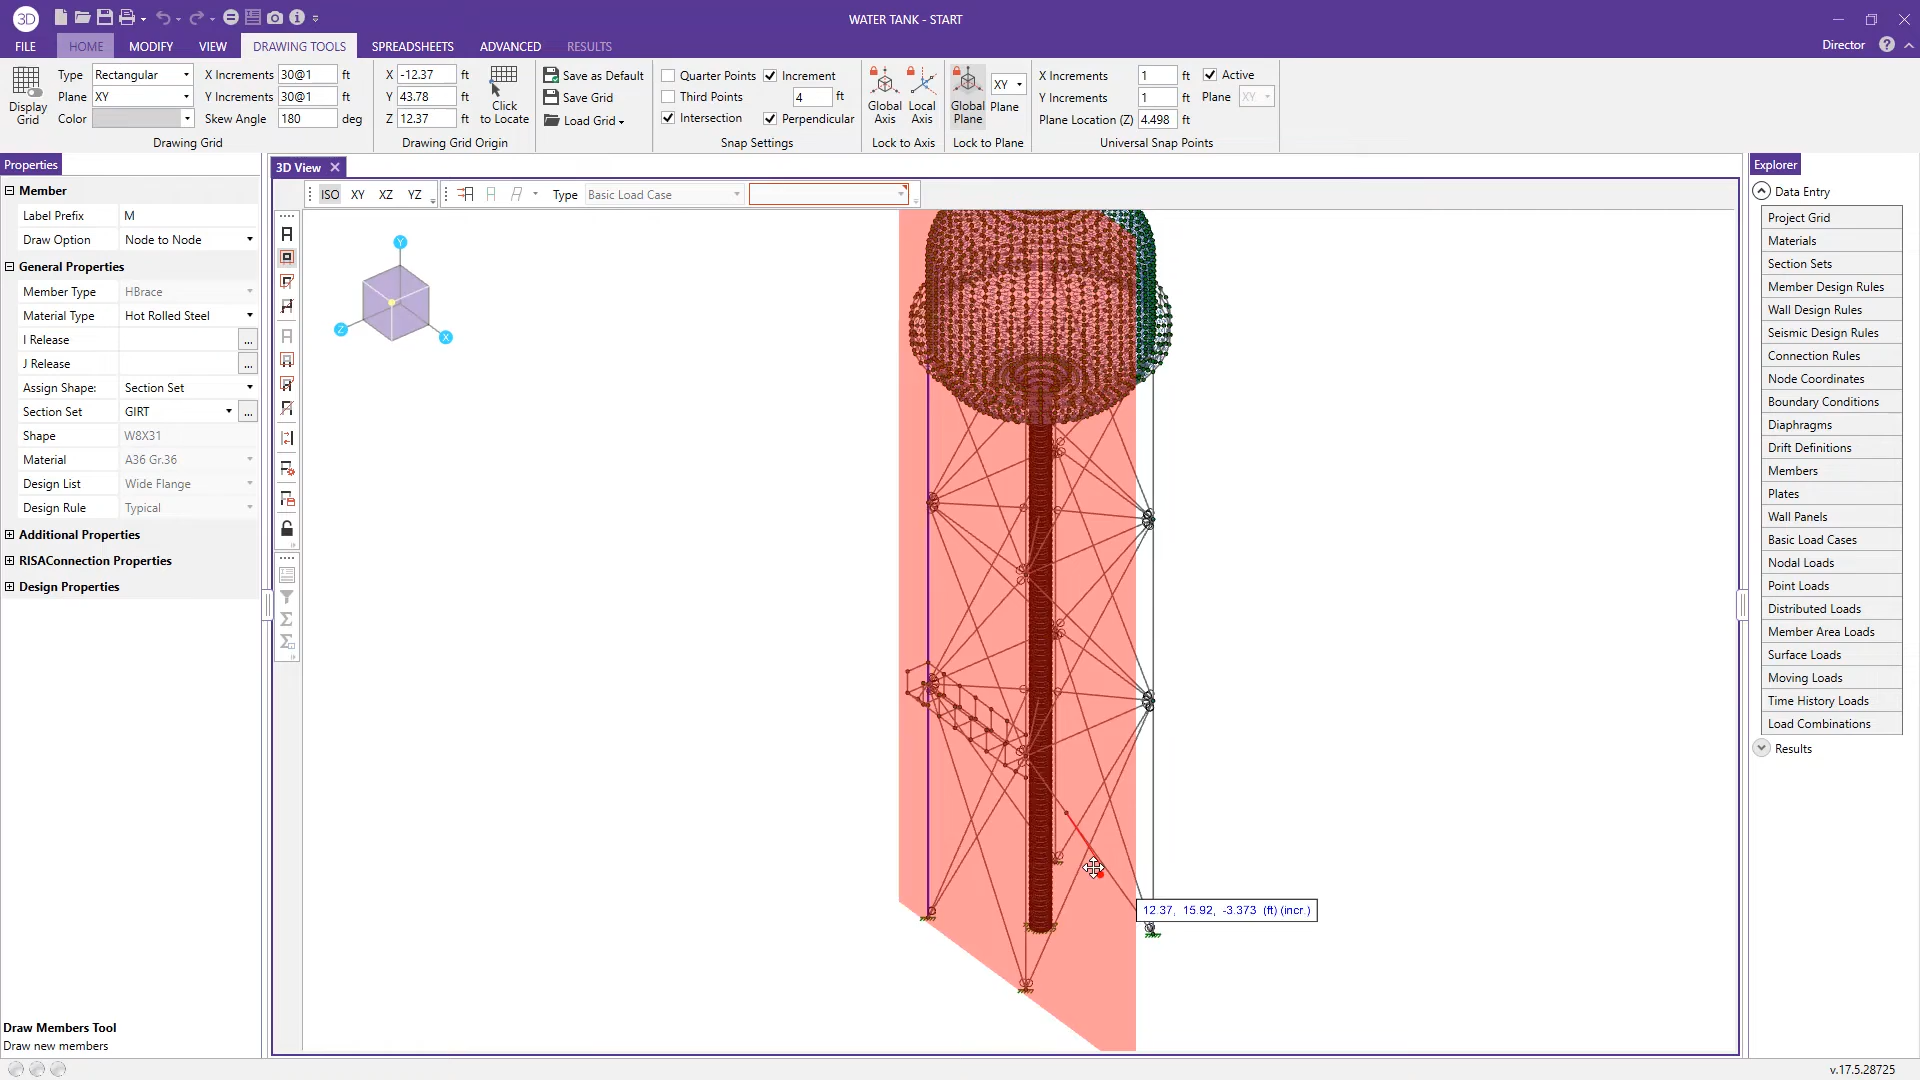 3D
WATER TANK - START
FILE
HOME
MODIFY
VIEW
DRAWING TOOLS
SPREADSHEETS
ADVANCED
RESULTS
Director
?
Display Grid
Type Rectangular
Plane XY
Color
X Increments 30@1 ft
Y Increments 30@1 ft
Skew Angle 180 deg
Drawing Grid
X -12.37 ft
Y 43.78 ft
Z 12.37 ft
Click to Locate
Drawing Grid Origin
Save as Default
Save Grid
Load Grid
Quarter Points
Third Points
Intersection
Increment
4 ft
Perpendicular
Snap Settings
Global Axis
Local Axis
Lock to Axis
Global Plane
XY
Plane
Lock to Plane
X Increments 1 ft
Y Increments 1 ft
Plane Location (Z) 4.498 ft
Active
Plane XY
Universal Snap Points
Properties
Member
Label Prefix M
Draw Option Node to Node
General Properties
Member Type HBrace
Material Type Hot Rolled Steel
I Release ...
J Release ...
Assign Shape: Section Set
Section Set GIRT ...
Shape W8X31
Material A36 Gr.36
Design List Wide Flange
Design Rule Typical
Additional Properties
RISAConnection Properties
Design Properties
Draw Members Tool
Draw new members
3D View
ISO XY XZ YZ
Type Basic Load Case
Y
Z
X
12.37, 15.92, -3.373 (ft) (incr.)
Explorer
Data Entry
Project Grid
Materials
Section Sets
Member Design Rules
Wall Design Rules
Seismic Design Rules
Connection Rules
Node Coordinates
Boundary Conditions
Diaphragms
Drift Definitions
Members
Plates
Wall Panels
Basic Load Cases
Nodal Loads
Point Loads
Distributed Loads
Member Area Loads
Surface Loads
Moving Loads
Time History Loads
Load Combinations
Results
v.17.5.28725